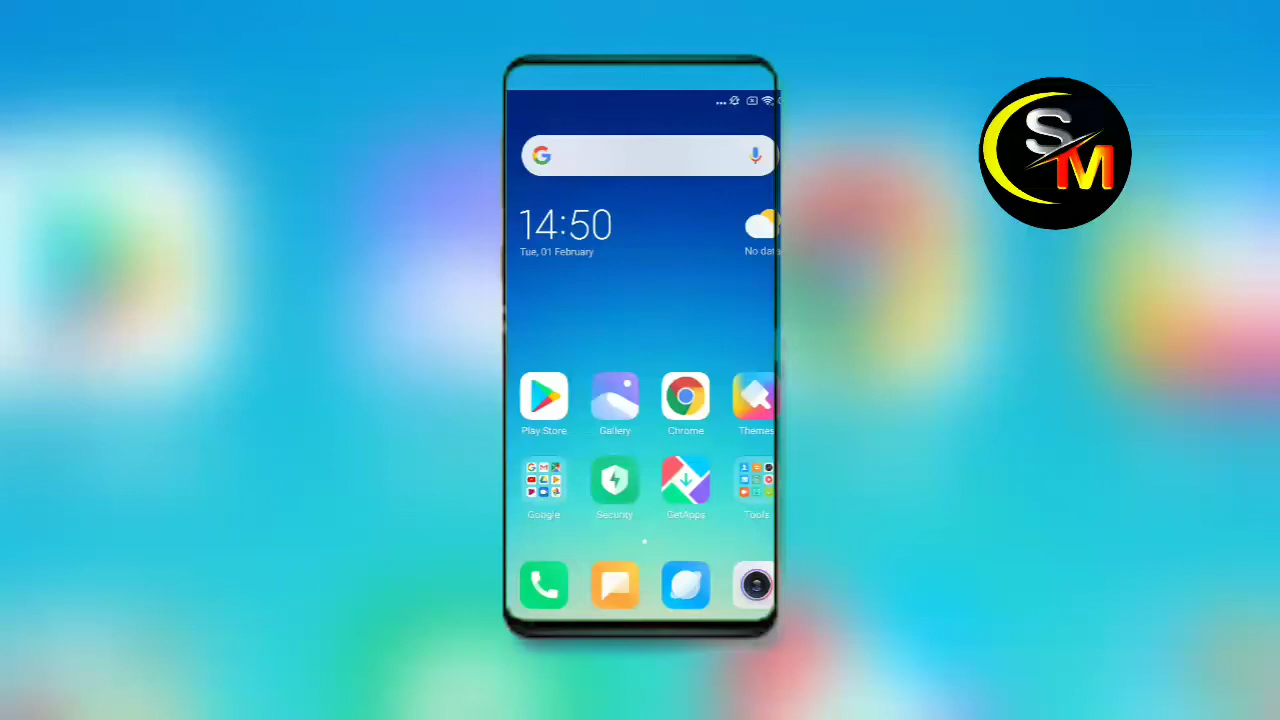 SM
14:50
Tue, 01 February
No data
Play Store
Gallery
Chrome
Themes
Google
Security
GetApps
Tools